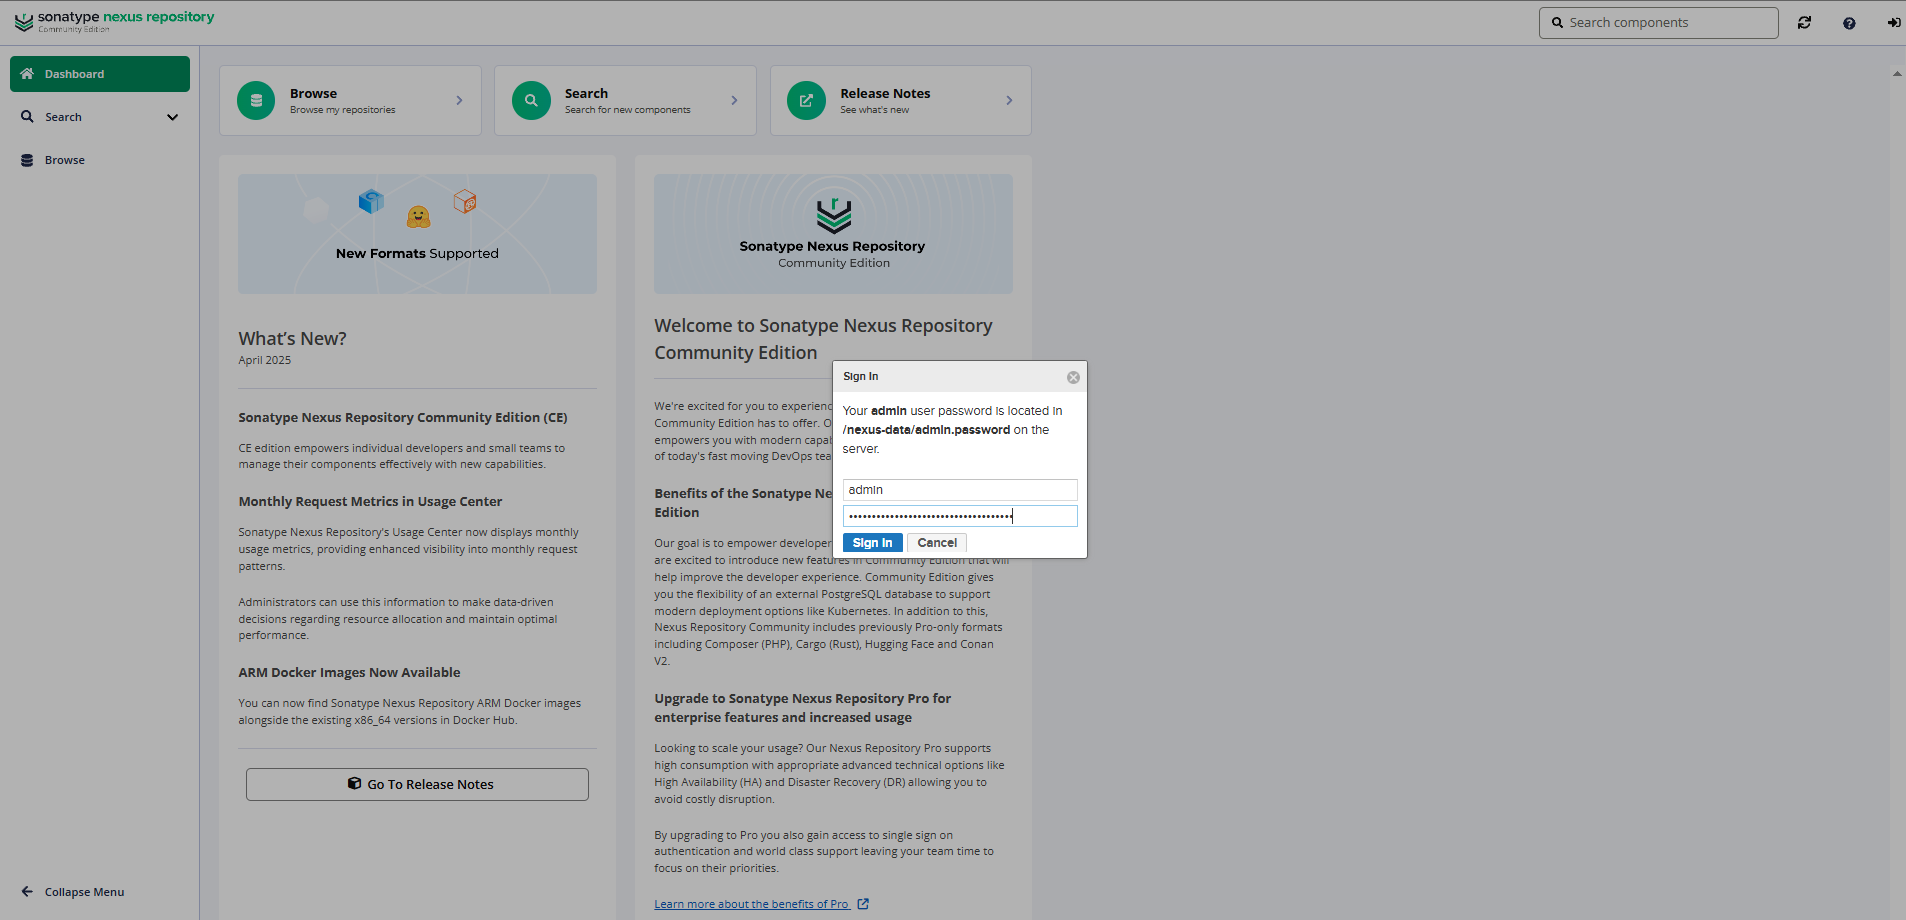 sonatype nexus repository
Community Edition
Search components
Dashboard
Search
Browse
Collapse Menu
Browse
Browse my repositories
Search
Search for new components
Release Notes
See what's new
New Formats Supported
What's New?
April 2025
Sonatype Nexus Repository Community Edition (CE)
CE edition empowers individual developers and small teams to
manage their components effectively with new capabilities.
Monthly Request Metrics in Usage Center
Sonatype Nexus Repository's Usage Center now displays monthly
usage metrics, providing enhanced visibility into monthly request
patterns.
Administrators can use this information to make data-driven
decisions regarding resource allocation and maintain optimal
performance.
ARM Docker Images Now Available
You can now find Sonatype Nexus Repository ARM Docker images
alongside the existing x86_64 versions in Docker Hub.
Go To Release Notes
r
Sonatype Nexus Repository
Community Edition
Welcome to Sonatype Nexus Repository
Community Edition
We're excited for you to experience
Community Edition has to offer.
empowers you with modern
of today's fast moving DevOps
Benefits of the Sonatype
Edition
Our goal is to empower
are excited to introduce new features in Community Edition that will
help improve the developer experience. Community Edition gives
you the flexibility of an external PostgreSQL database to support
modern deployment options like Kubernetes. In addition to this,
Nexus Repository Community includes previously Pro-only formats
including Composer (PHP), Cargo (Rust), Hugging Face and Conan
V2.
Upgrade to Sonatype Nexus Repository Pro for
enterprise features and increased usage
Looking to scale your usage? Our Nexus Repository Pro supports
high consumption with appropriate advanced technical options like
High Availability (HA) and Disaster Recovery (DR) allowing you to
avoid costly disruption.
By upgrading to Pro you also gain access to single sign on
authentication and world class support leaving your team time to
focus on their priorities.
Learn more about the benefits of Pro
Sign In
Your admin user password is located in
/nexus-data/admin.password on the
server.
admin
Sign in
Cancel